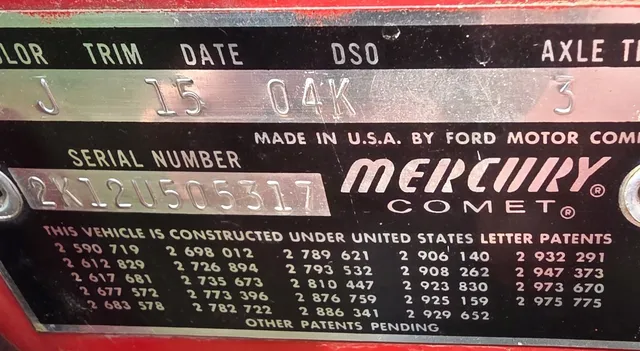 OLOR TRIM DATE DSO AXLE TR
J 15 04K 3
MADE IN U.S.A. BY FORD MOTOR COMP
SERIAL NUMBER
2K12U505317
MERCURY®
COMET®
THIS VEHICLE IS CONSTRUCTED UNDER UNITED STATES LETTER PATENTS
2 590 719 2 698 012 2 789 621 2 906 140 2 932 291
2 612 829 2 726 894 2 793 532 2 908 262 2 947 373
2 617 681 2 735 673 2 810 447 2 923 830 2 973 670
2 677 572 2 773 396 2 876 759 2 925 159 2 975 775
2 683 578 2 782 722 2 886 341 2 929 652
OTHER PATENTS PENDING